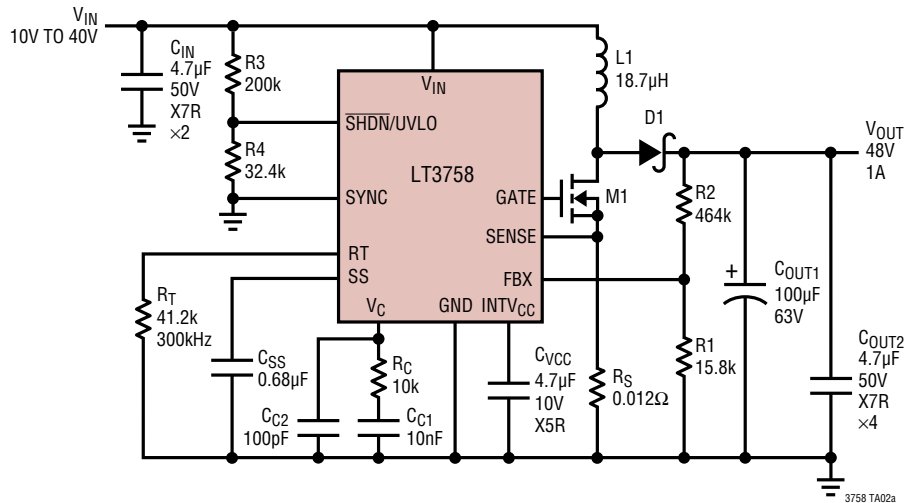 VIN
10V TO 40V
CIN
4.7µF
50V
X7R
×2
R3
200k
R4
32.4k
VIN
SHDN/UVLO
LT3758
SYNC
GATE
SENSE
RT
SS
FBX
VC
GND
INTVCC
L1
18.7µH
D1
M1
VOUT
48V
1A
R2
464k
COUT1
+
100µF
63V
RT
41.2k
300kHz
CSS
0.68µF
RC
10k
CC2
100pF
CC1
10nF
CVCC
4.7µF
10V
X5R
RS
0.012Ω
R1
15.8k
COUT2
4.7µF
50V
X7R
×4
3758 TA02a